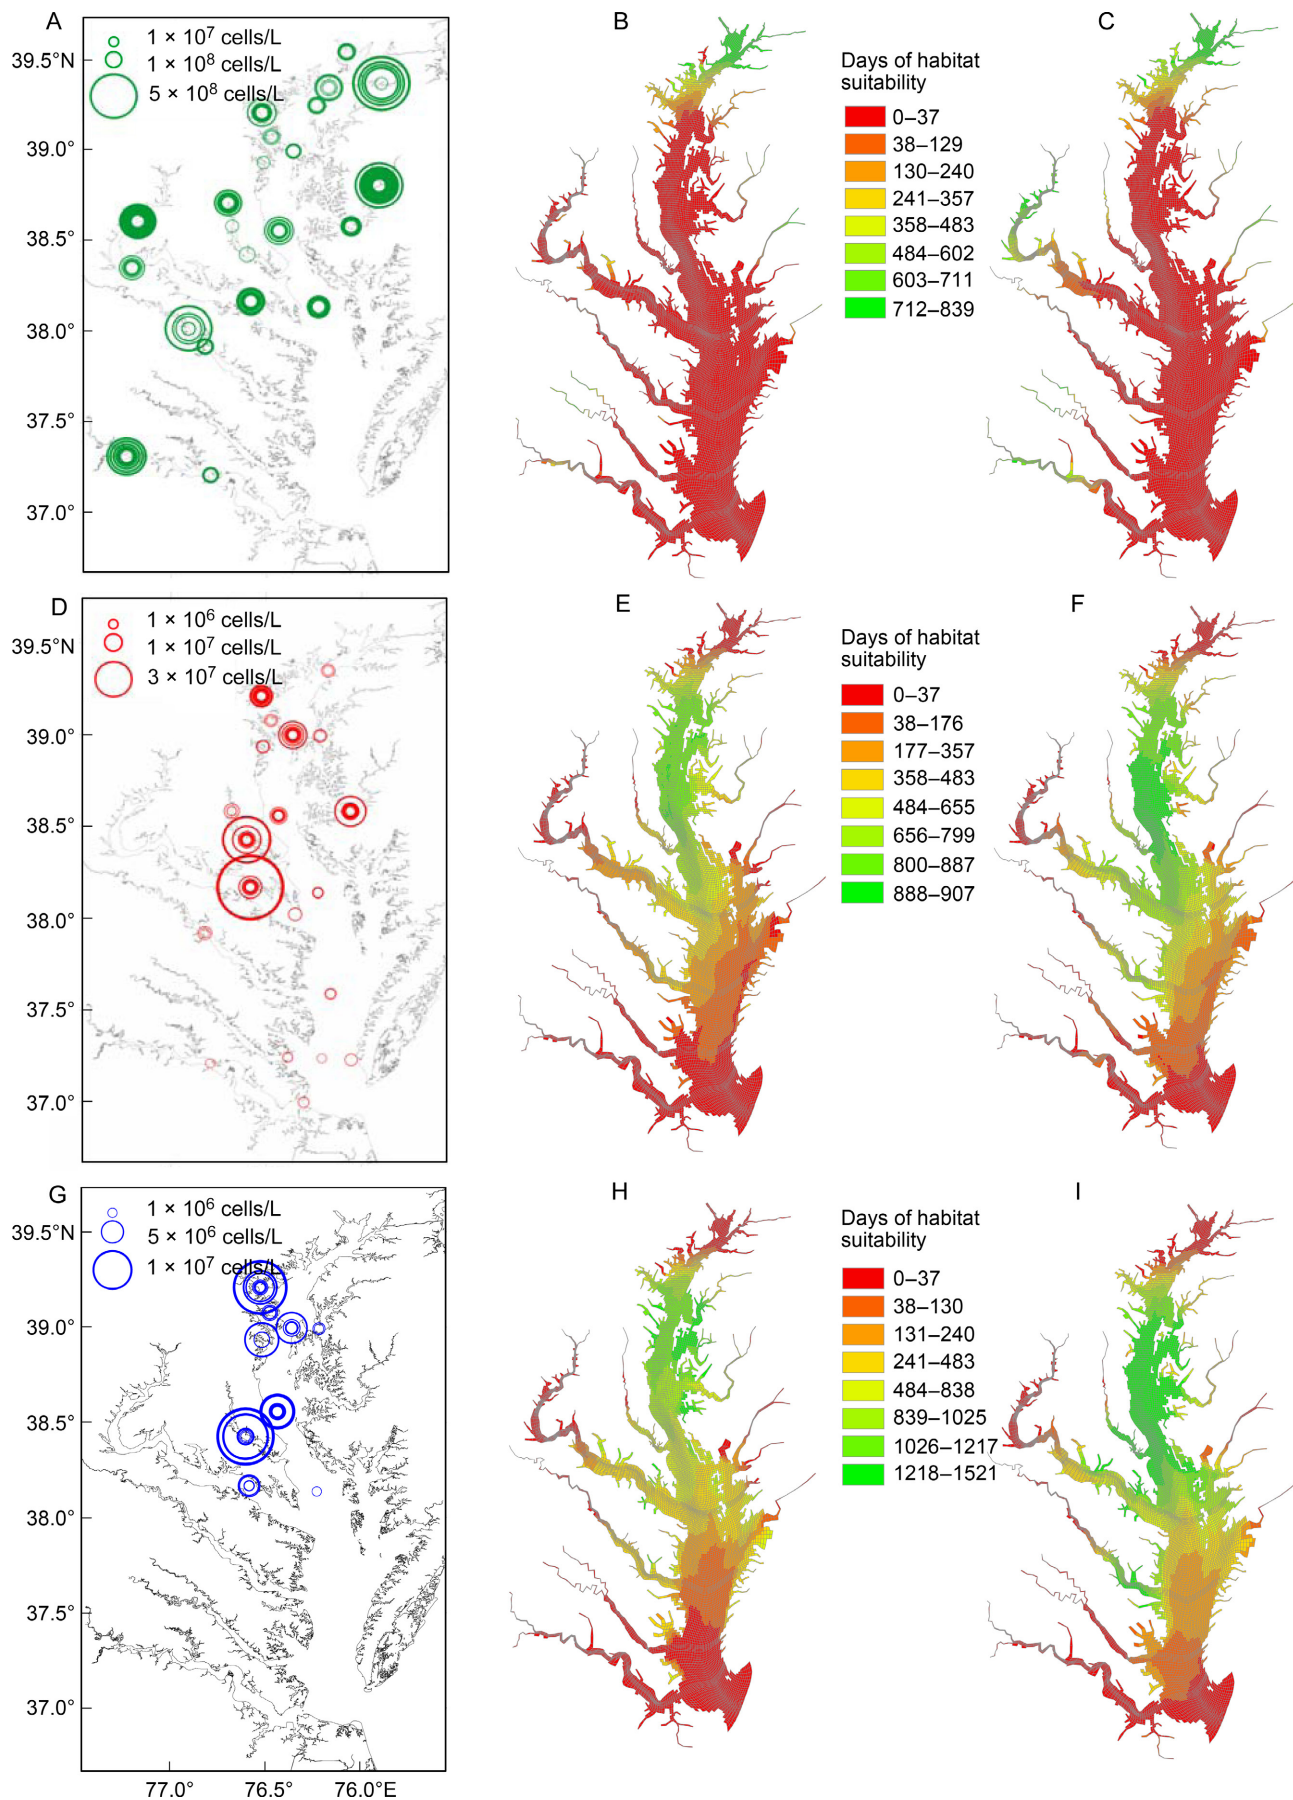 A
1 × 10⁷ cells/L
1 × 10⁸ cells/L
5 × 10⁸ cells/L
39.5°N
39.0°
38.5°
38.0°
37.5°
37.0°
B
Days of habitat
suitability
0–37
38–129
130–240
241–357
358–483
484–602
603–711
712–839
C
D
1 × 10⁶ cells/L
1 × 10⁷ cells/L
3 × 10⁷ cells/L
39.5°N
39.0°
38.5°
38.0°
37.5°
37.0°
E
Days of habitat
suitability
0–37
38–176
177–357
358–483
484–655
656–799
800–887
888–907
F
G
1 × 10⁶ cells/L
5 × 10⁶ cells/L
1 × 10⁷ cells/L
39.5°N
39.0°
38.5°
38.0°
37.5°
37.0°
77.0°
76.5°
76.0°E
H
Days of habitat
suitability
0–37
38–130
131–240
241–483
484–838
839–1025
1026–1217
1218–1521
I